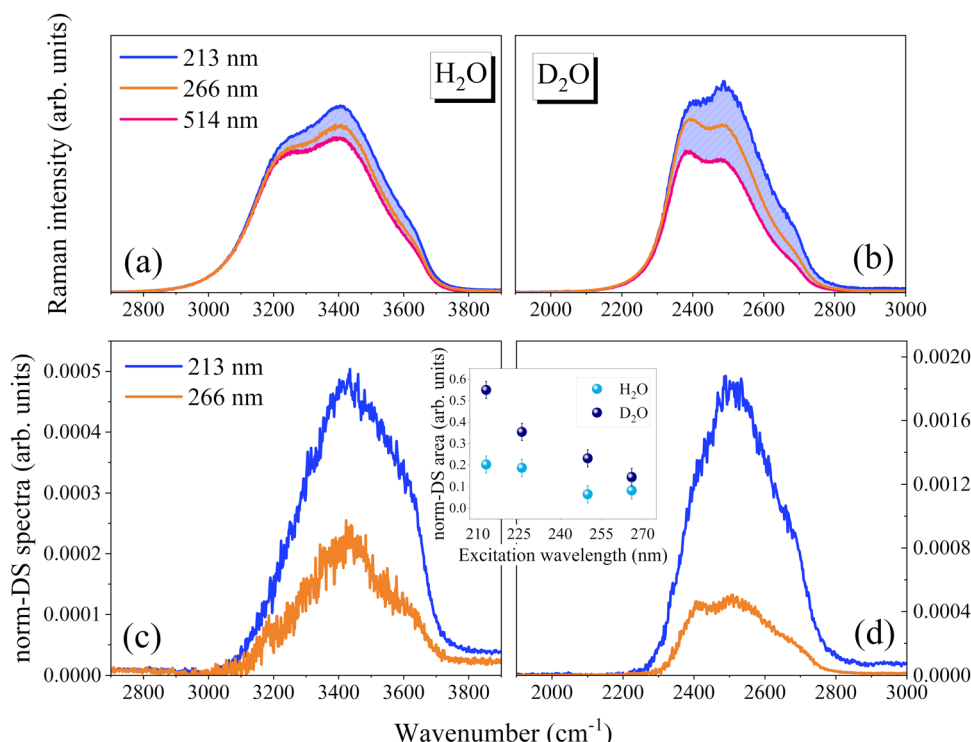 Raman intensity (arb. units)
213 nm
266 nm
514 nm
H₂O
(a)
2800 3000 3200 3400 3600 3800
D₂O
(b)
2000 2200 2400 2600 2800 3000
norm-DS spectra (arb. units)
0.0005
0.0004
0.0003
0.0002
0.0001
0.0000
213 nm
266 nm
(c)
2800 3000 3200 3400 3600 3800
norm-DS area (arb. units)
0.6
0.5
0.4
0.3
0.2
0.1
0.0
H₂O
D₂O
210 225 240 255 270
Excitation wavelength (nm)
(d)
0.0020
0.0016
0.0012
0.0008
0.0004
0.0000
2000 2200 2400 2600 2800 3000
Wavenumber (cm⁻¹)